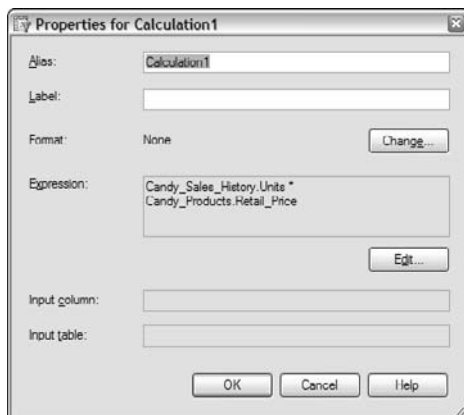 Properties for Calculation1
Alias: Calculation1
Label:
Format: None Change...
Expression: Candy_Sales_History.Units *
Candy_Products.Retail_Price
Edit...
Input column:
Input table:
OK Cancel Help